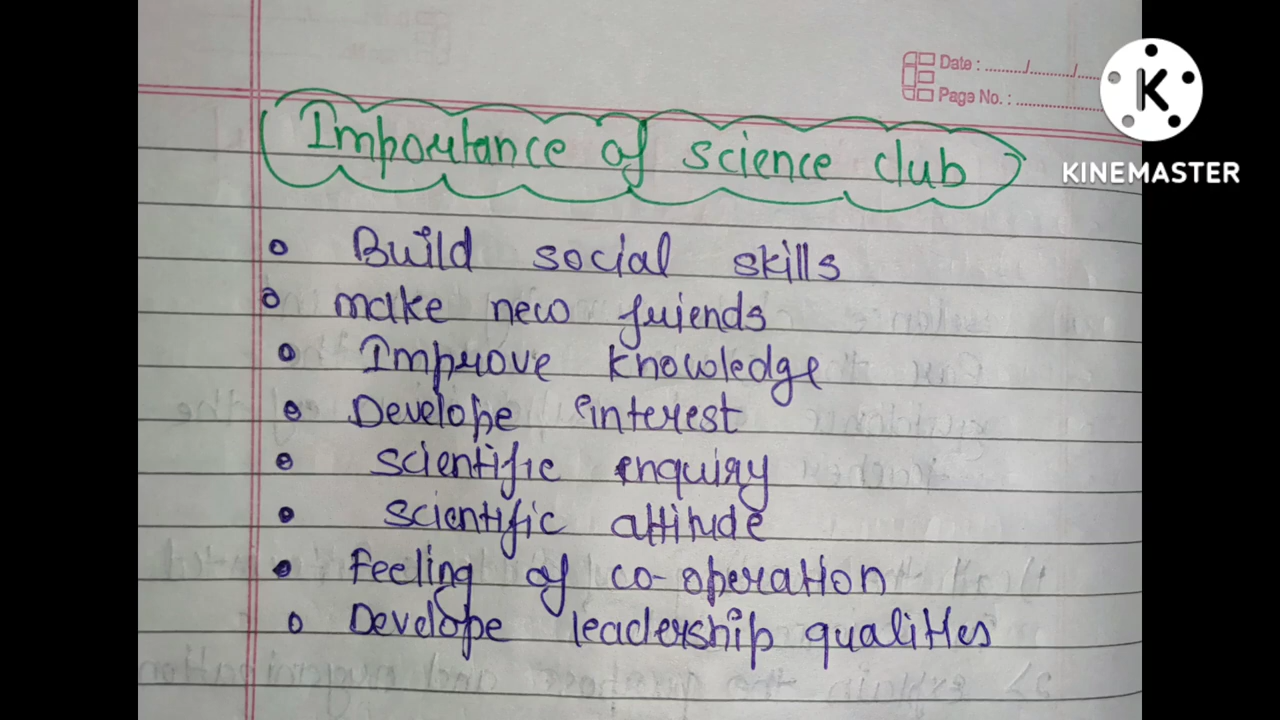 Date : ......../.........../....
Page No. : ....................
KINEMASTER
Importance of science club
Build social skills
make new friends
Improve knowledge
Develope interest
scientific enquiry
scientific attitude
Feeling of co-operation
Develope leadership qualities